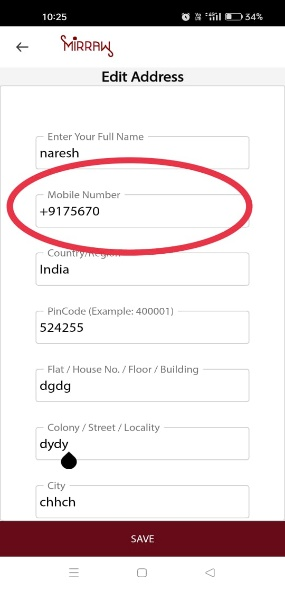 10:25
34%
MIRRAW
Edit Address
Enter Your Full Name
naresh
Mobile Number
+9175670
Country/Region
India
PinCode (Example: 400001)
524255
Flat / House No. / Floor / Building
dgdg
Colony / Street / Locality
dydy
City
chhch
SAVE